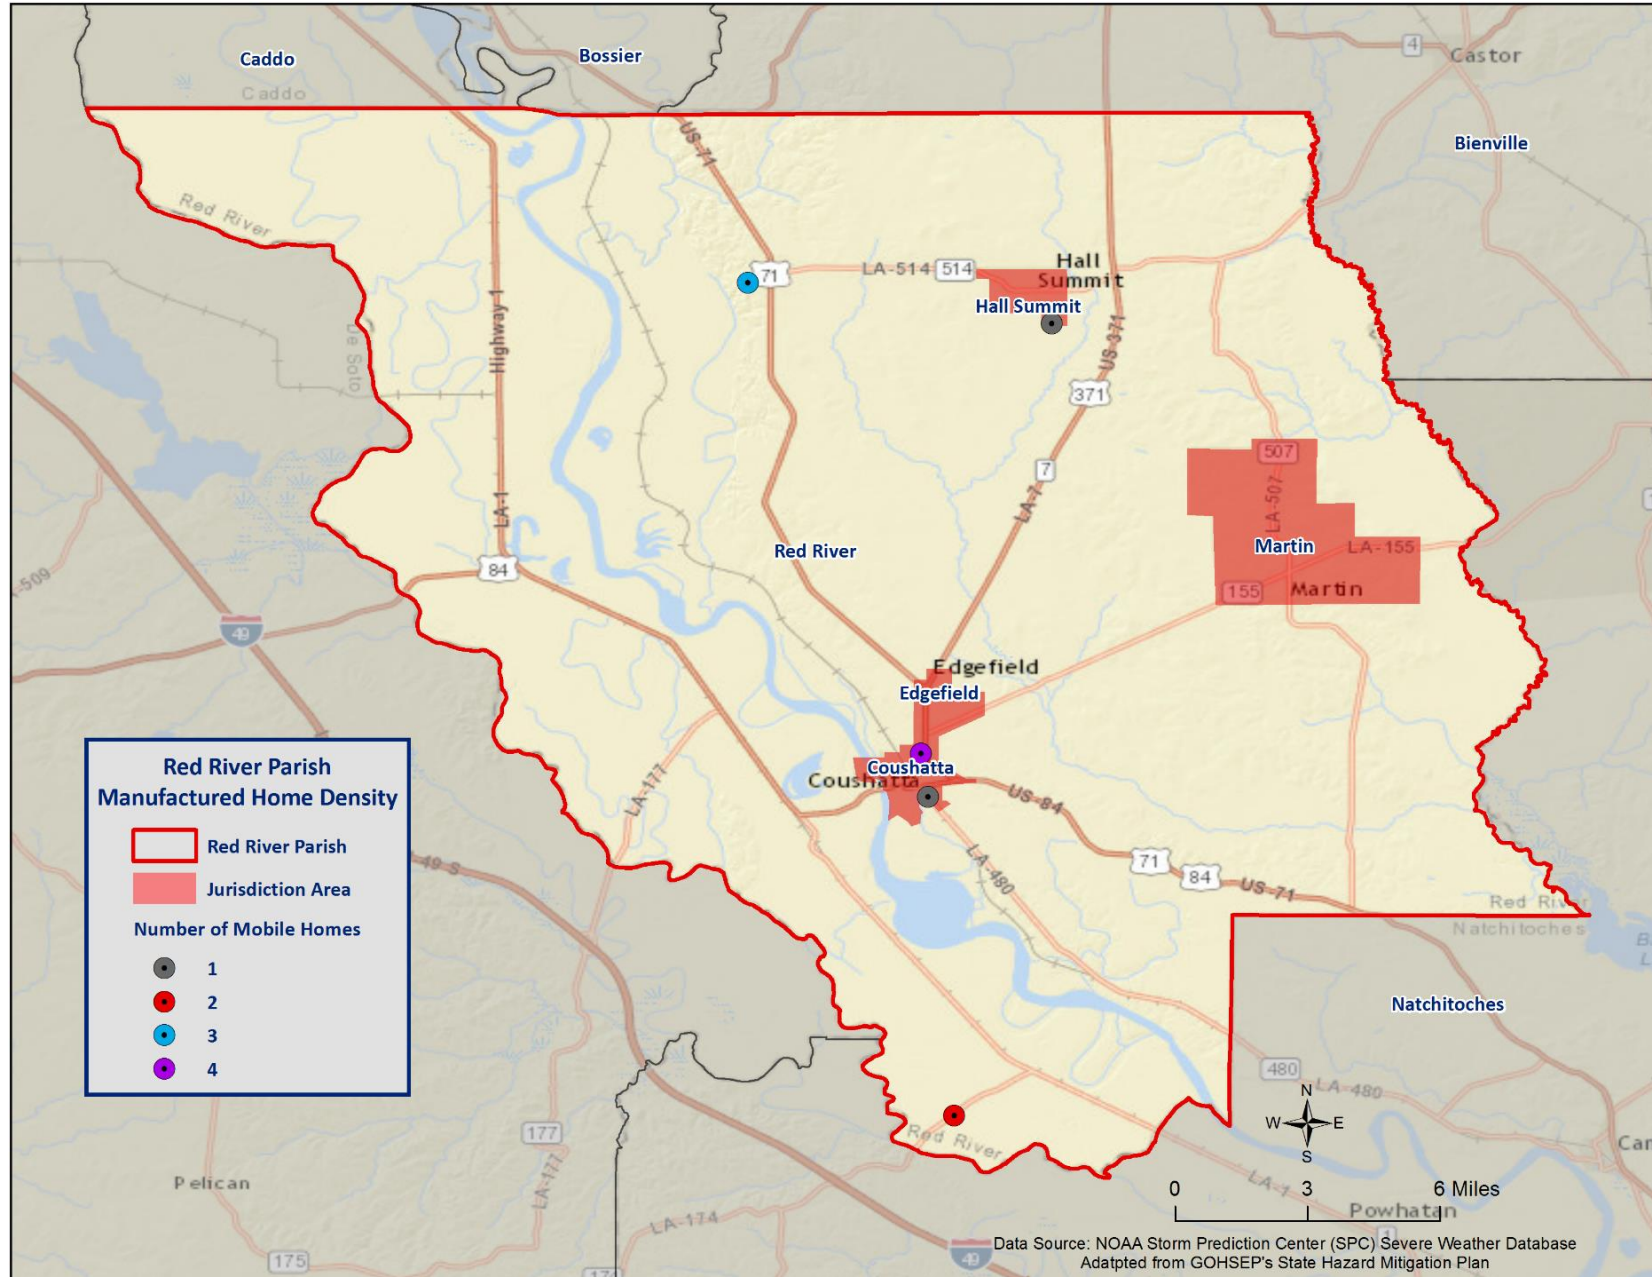 Caddo
Caddo
Bossier
4
Castor
Bienville
US-71
Red River
Highway 1
De Soto
71
LA-514
514
Hall
Summit
Hall Summit
US 371
371
7
LA-7
LA-1
84
Red River
507
LA-507
Martin
LA-155
155
Martin
-509
49
Edgefield
Edgefield
Coushatta
Coushatta
LA-177
US-84
71
84
US-71
LA-480
Red River
Natchitoches
Natchitoches
49 S
Red River Parish
Manufactured Home Density
Red River Parish
Jurisdiction Area
Number of Mobile Homes
1
2
3
4
Red River
480
LA-480
N
W E
S
177
LA-177
Pelican
LA-174
175
49
LA-1
Powhatan
1
0 3 6 Miles
Data Source: NOAA Storm Prediction Center (SPC) Severe Weather Database
Adatpted from GOHSEP's State Hazard Mitigation Plan